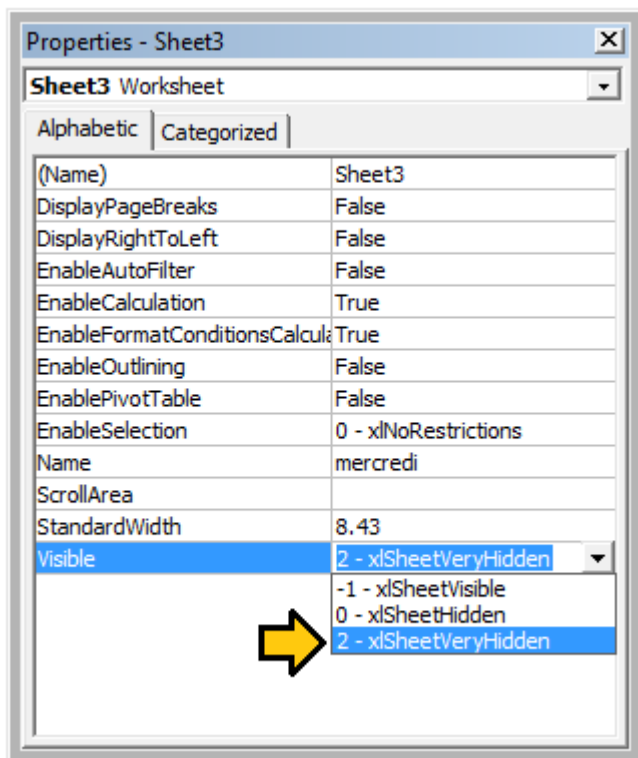 Properties - Sheet3
Sheet3 Worksheet
Alphabetic Categorized
(Name) Sheet3
DisplayPageBreaks False
DisplayRightToLeft False
EnableAutoFilter False
EnableCalculation True
EnableFormatConditionsCalcula True
EnableOutlining False
EnablePivotTable False
EnableSelection 0 - xlNoRestrictions
Name mercredi
ScrollArea
StandardWidth 8.43
Visible 2 - xlSheetVeryHidden
-1 - xlSheetVisible
0 - xlSheetHidden
2 - xlSheetVeryHidden